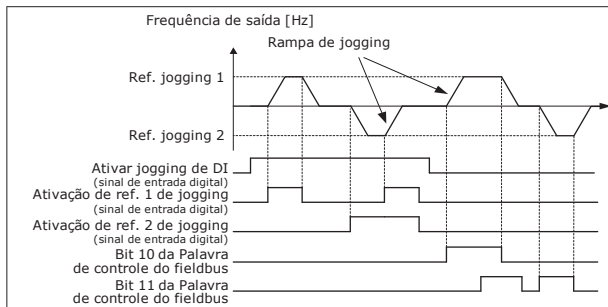 Frequência de saída [Hz]
Rampa de jogging
Ref. jogging 1
Ref. jogging 2
Ativar jogging de DI
(sinal de entrada digital)
Ativação de ref. 1 de jogging
(sinal de entrada digital)
Ativação de ref. 2 de jogging
(sinal de entrada digital)
Bit 10 da Palavra
de controle do fieldbus
Bit 11 da Palavra
de controle do fieldbus